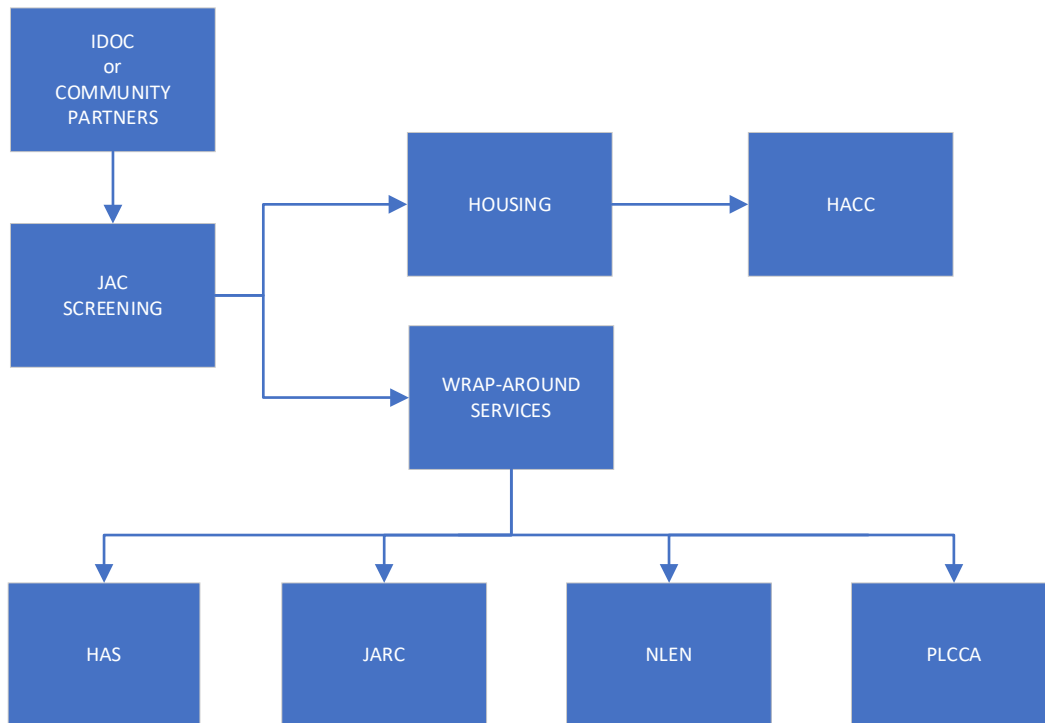 IDOC
or
COMMUNITY
PARTNERS
JAC
SCREENING
HOUSING
HACC
WRAP-AROUND
SERVICES
HAS
JARC
NLEN
PLCCA